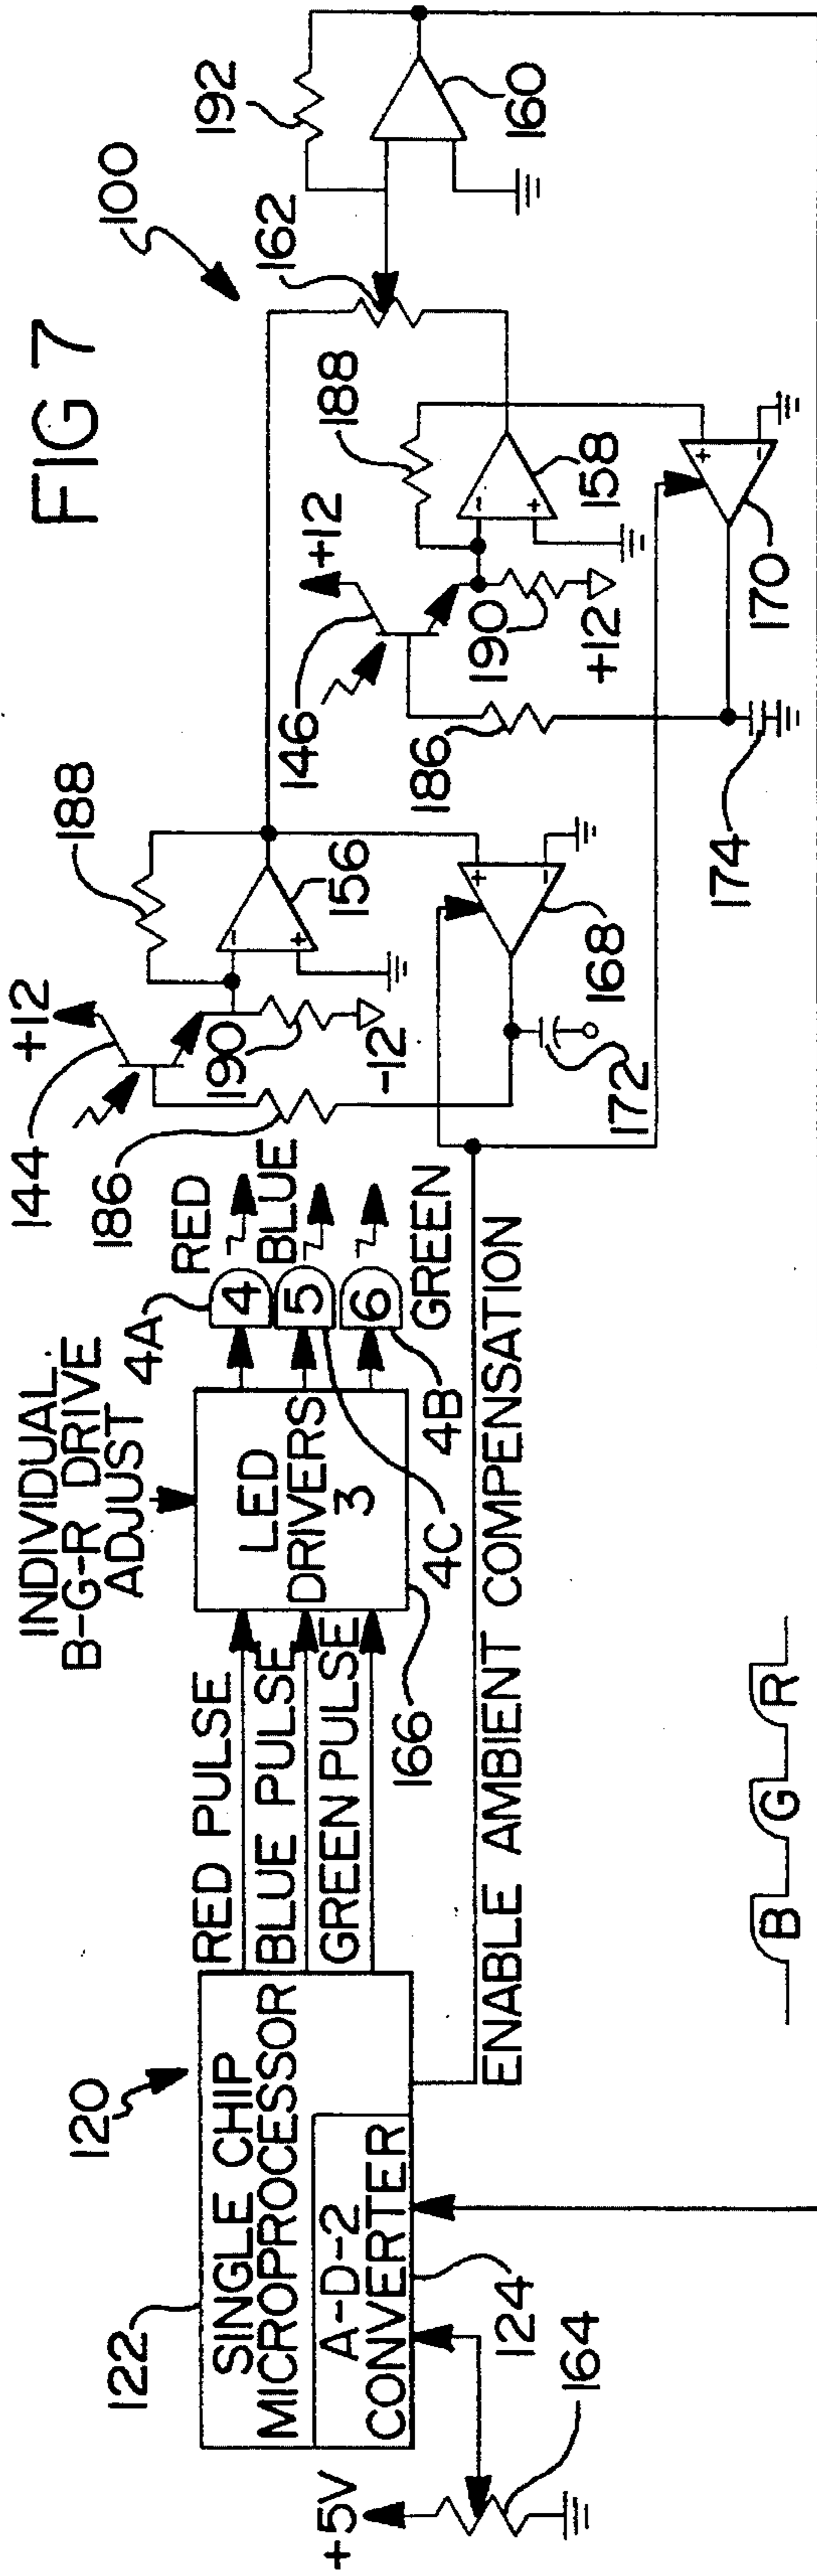 FIG 7
100
120
122
SINGLE CHIP
MICROPROCESSOR
A-D-2
CONVERTER
124
+5V
164
RED PULSE
BLUE PULSE
GREEN PULSE
INDIVIDUAL
B-G-R DRIVE
ADJUST
LED
DRIVERS
3
166
4A
4
5
6
4B
4C
RED
BLUE
GREEN
ENABLE AMBIENT COMPENSATION
B
G
R
144
+12
186
190
-12
188
-
+
156
+
-
168
172
146
+12
186
190
+12
188
-
+
158
+
-
170
174
162
192
160